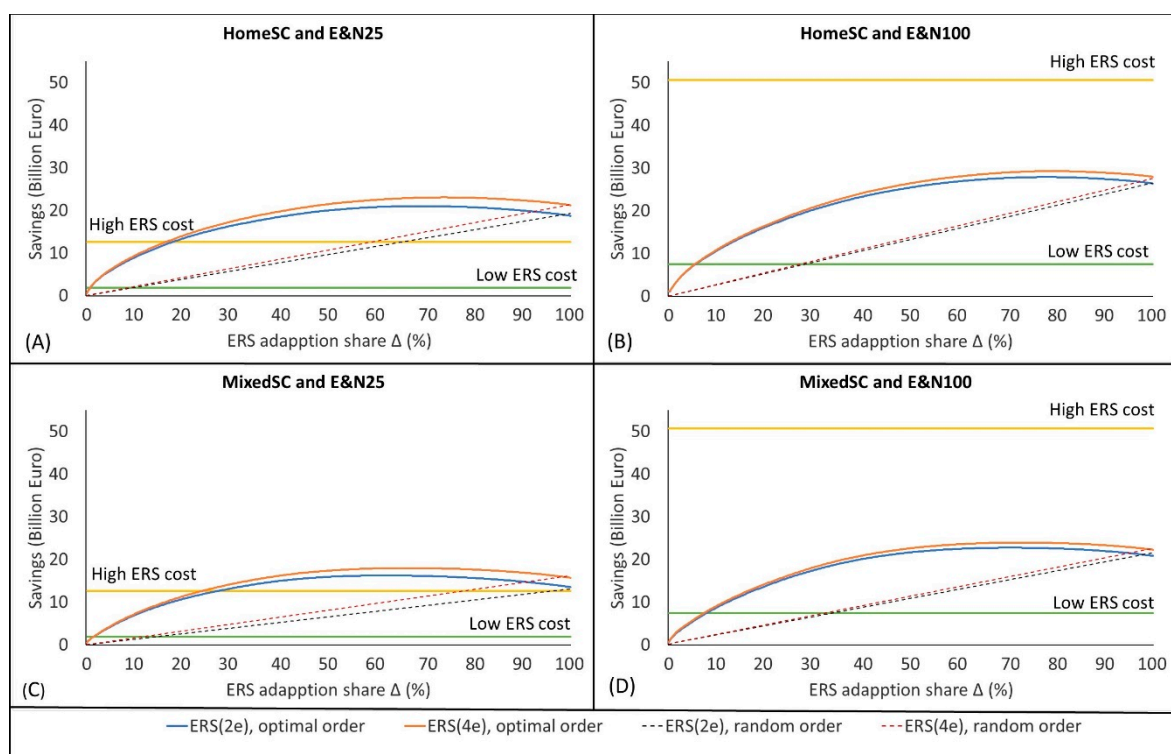 HomeSC and E&N25
Savings (Billion Euro)
50
40
30
20
10
0
High ERS cost
Low ERS cost
0 10 20 30 40 50 60 70 80 90 100
(A)
ERS adapption share Δ (%)
HomeSC and E&N100
Savings (Billion Euro)
50
40
30
20
10
0
High ERS cost
Low ERS cost
0 10 20 30 40 50 60 70 80 90 100
(B)
ERS adapption share Δ (%)
MixedSC and E&N25
Savings (Billion Euro)
50
40
30
20
10
0
High ERS cost
Low ERS cost
0 10 20 30 40 50 60 70 80 90 100
(C)
ERS adapption share Δ (%)
MixedSC and E&N100
Savings (Billion Euro)
50
40
30
20
10
0
High ERS cost
Low ERS cost
0 10 20 30 40 50 60 70 80 90 100
(D)
ERS adapption share Δ (%)
ERS(2e), optimal order ERS(4e), optimal order ERS(2e), random order ERS(4e), random order